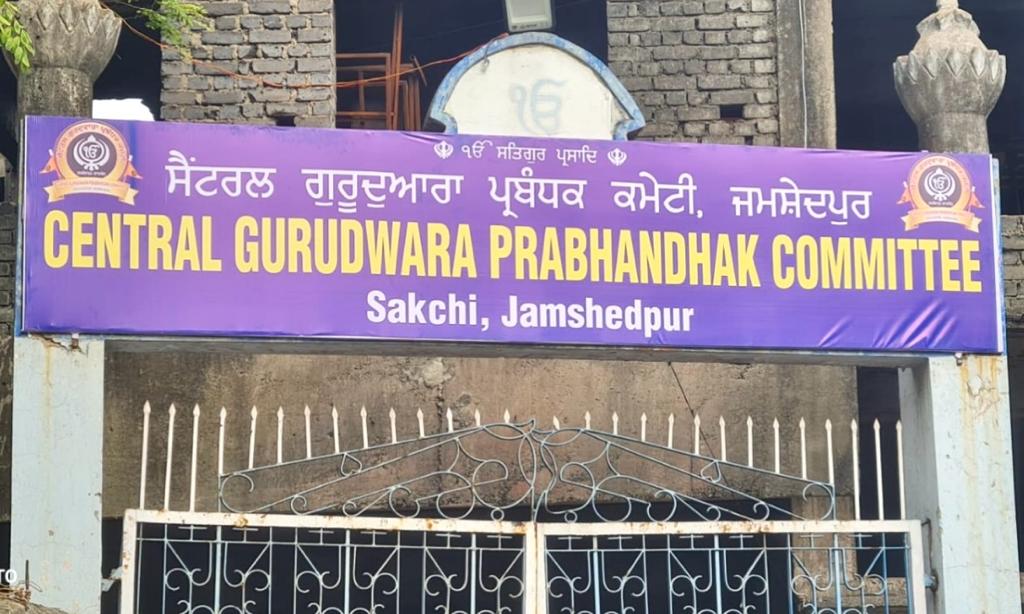 ੴ
ੴ ਸਤਿਗੁਰ ਪ੍ਰਸਾਦਿ
ਸੈਂਟਰਲ ਗੁਰੂਦੁਆਰਾ ਪ੍ਰਬੰਧਕ ਕਮੇਟੀ, ਜਮਸ਼ੇਦਪੁਰ
CENTRAL GURUDWARA PRABHANDHAK COMMITTEE
Sakchi, Jamshedpur